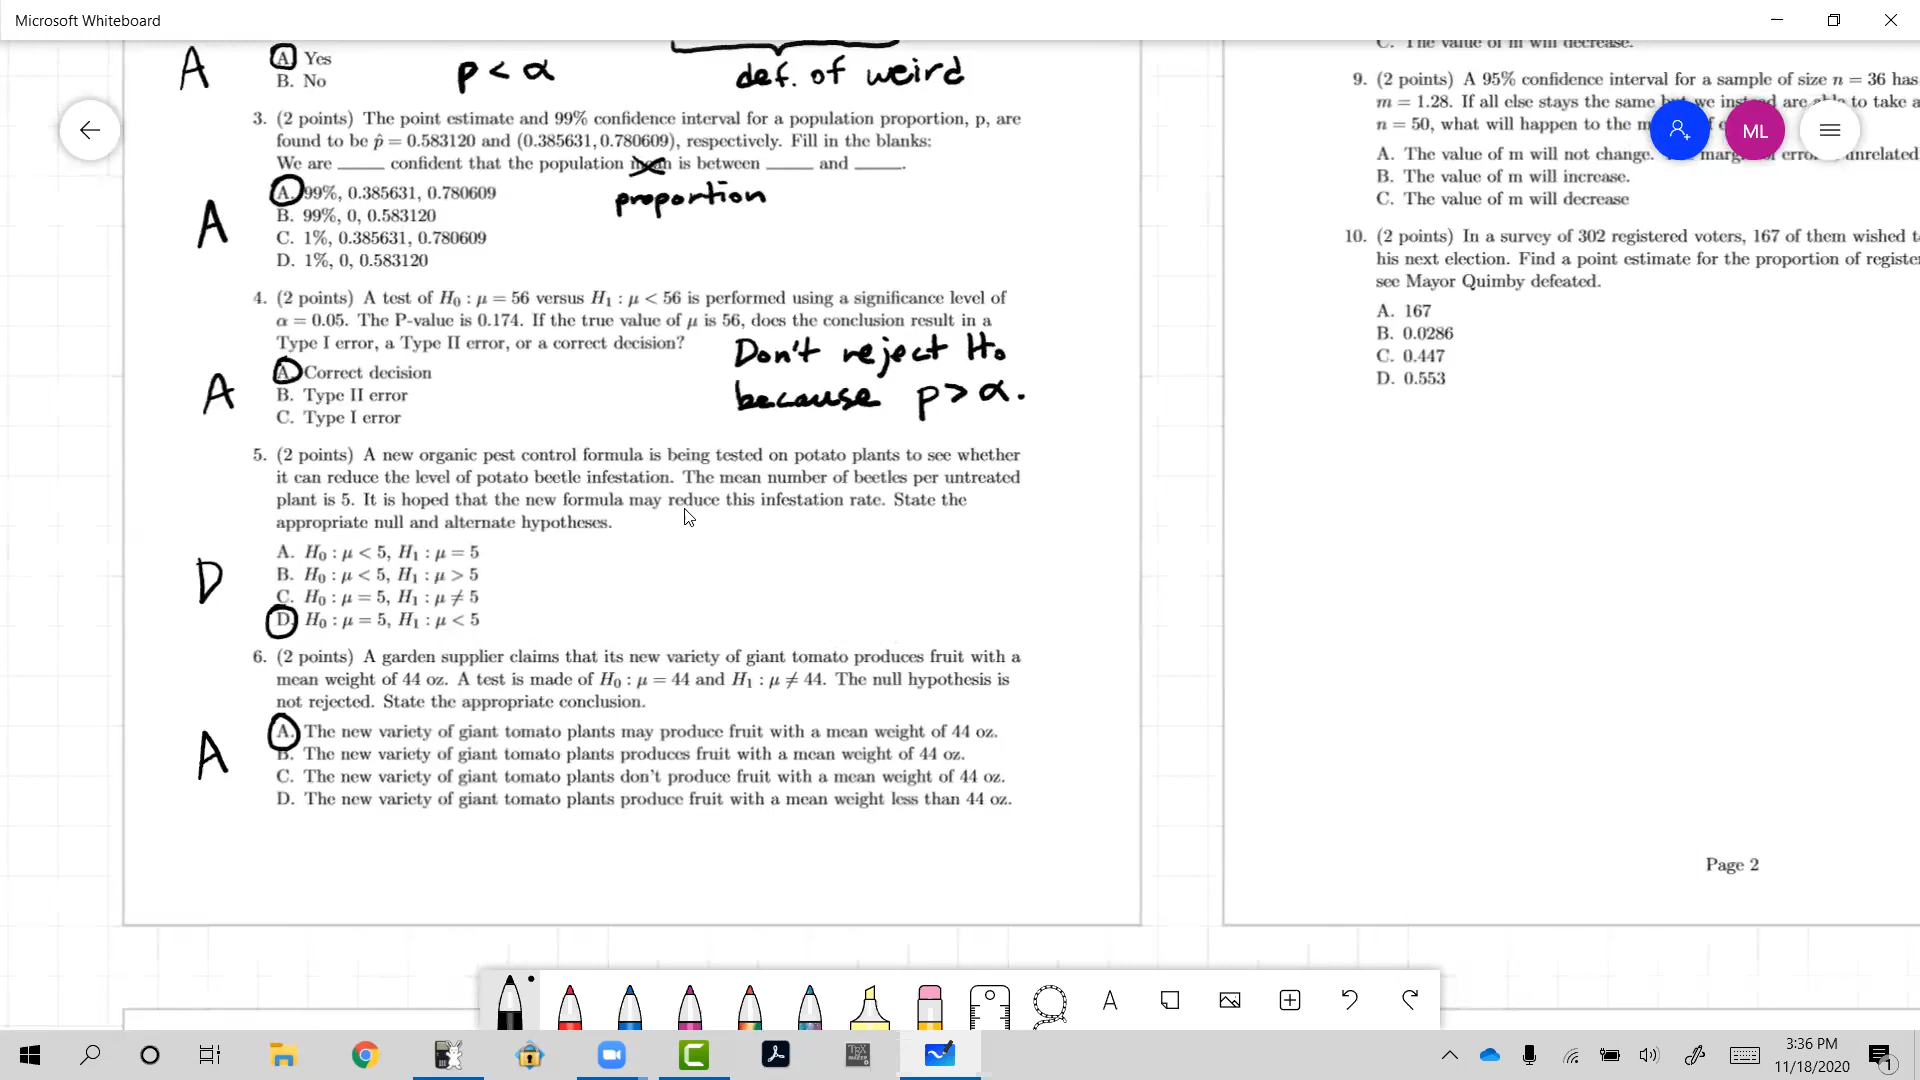 Microsoft Whiteboard
A
A. Yes
B. No
p < α
def. of weird
3. (2 points) The point estimate and 99% confidence interval for a population proportion, p, are
found to be p̂ = 0.583120 and (0.385631, 0.780609), respectively. Fill in the blanks:
We are _____ confident that the population is between _____ and _____.
proportion
A
A. 99%, 0.385631, 0.780609
B. 99%, 0, 0.583120
C. 1%, 0.385631, 0.780609
D. 1%, 0, 0.583120
4. (2 points) A test of H₀ : μ = 56 versus H₁ : μ < 56 is performed using a significance level of
α = 0.05. The P-value is 0.174. If the true value of μ is 56, does the conclusion result in a
Type I error, a Type II error, or a correct decision?
Don't reject H₀
because p > α.
A
A. Correct decision
B. Type II error
C. Type I error
5. (2 points) A new organic pest control formula is being tested on potato plants to see whether
it can reduce the level of potato beetle infestation. The mean number of beetles per untreated
plant is 5. It is hoped that the new formula may reduce this infestation rate. State the
appropriate null and alternate hypotheses.
D
A. H₀ : μ < 5, H₁ : μ = 5
B. H₀ : μ < 5, H₁ : μ > 5
C. H₀ : μ = 5, H₁ : μ ≠ 5
D. H₀ : μ = 5, H₁ : μ < 5
6. (2 points) A garden supplier claims that its new variety of giant tomato produces fruit with a
mean weight of 44 oz. A test is made of H₀ : μ = 44 and H₁ : μ ≠ 44. The null hypothesis is
not rejected. State the appropriate conclusion.
A
A. The new variety of giant tomato plants may produce fruit with a mean weight of 44 oz.
B. The new variety of giant tomato plants produces fruit with a mean weight of 44 oz.
C. The new variety of giant tomato plants don't produce fruit with a mean weight of 44 oz.
D. The new variety of giant tomato plants produce fruit with a mean weight less than 44 oz.
C. The value of m will decrease.
9. (2 points) A 95% confidence interval for a sample of size n = 36 has
m = 1.28. If all else stays the same but we instead are able to take a
n = 50, what will happen to the
ML
A. The value of m will not change. unrelated
B. The value of m will increase.
C. The value of m will decrease
10. (2 points) In a survey of 302 registered voters, 167 of them wished
his next election. Find a point estimate for the proportion of
see Mayor Quimby defeated.
A. 167
B. 0.0286
C. 0.447
D. 0.553
Page 2
3:36 PM
11/18/2020
1